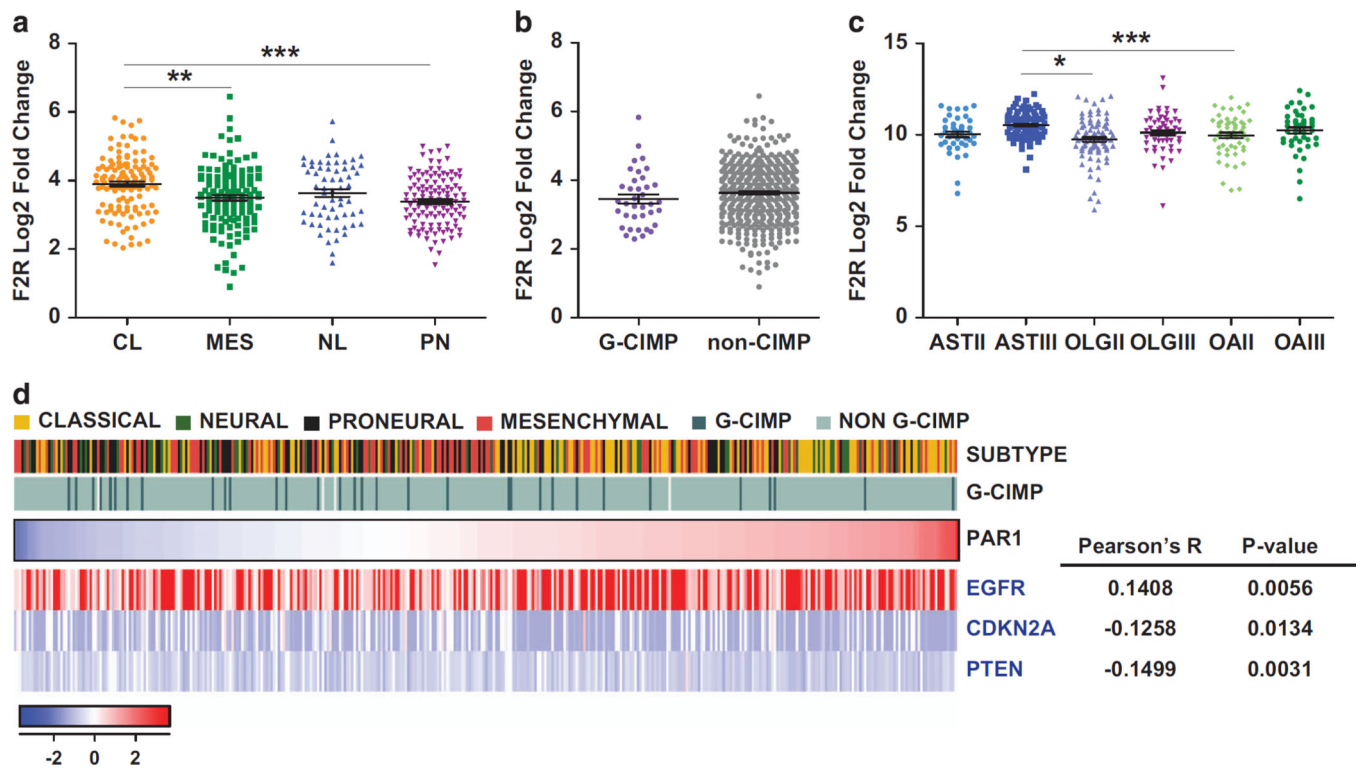 a
F2R Log2 Fold Change
8
6
4
2
0
***
**
CL MES NL PN
b
F2R Log2 Fold Change
8
6
4
2
0
G-CIMP non-CIMP
c
F2R Log2 Fold Change
15
10
5
0
***
*
ASTII ASTIII OLGII OLGIII OAII OAIII
d
CLASSICAL NEURAL PRONEURAL MESENCHYMAL G-CIMP NON G-CIMP
SUBTYPE
G-CIMP
PAR1
Pearson's R P-value
EGFR 0.1408 0.0056
CDKN2A -0.1258 0.0134
PTEN -0.1499 0.0031
-2 0 2